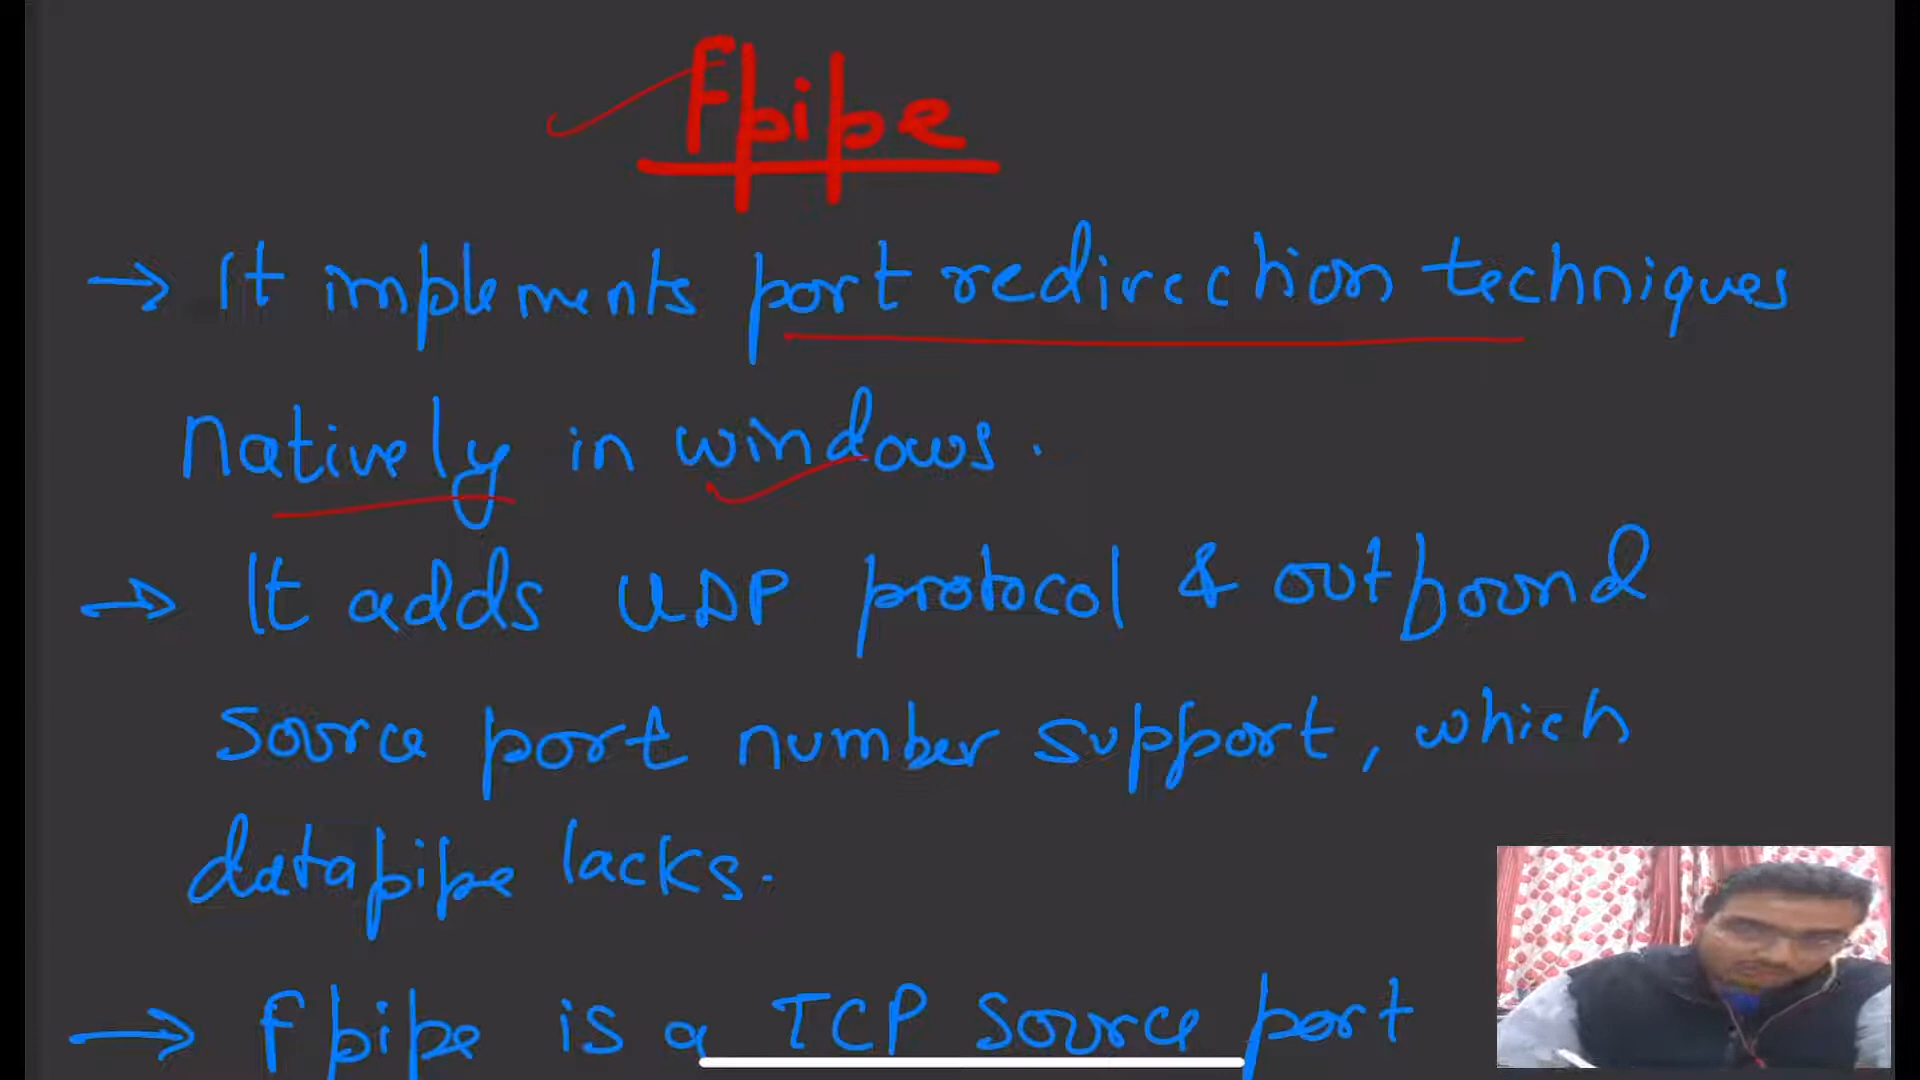 Fpipe
→ It implements port redirection techniques
Natively in windows.
→ It adds UDP protocol & outbound
source port number support, which
datapipe lacks.
→ fpipe is a TCP source port